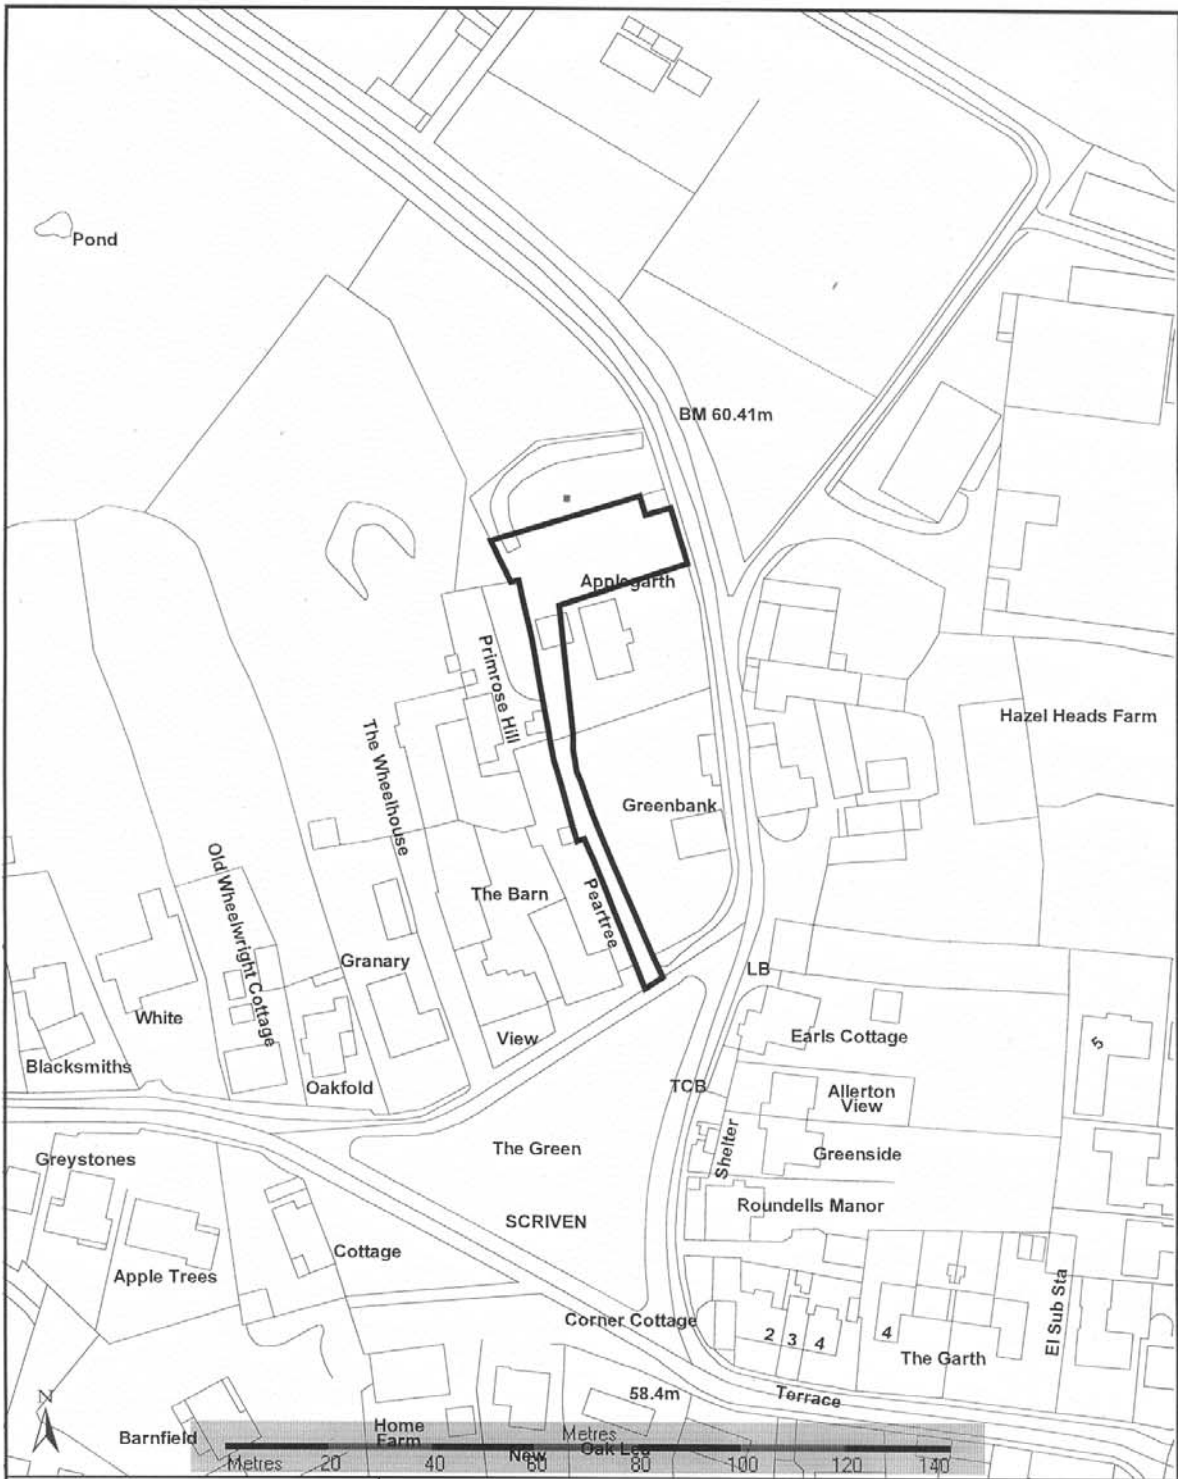 Pond
BM 60.41m
Applegarth
Primrose Hill
Hazel Heads Farm
The Wheelhouse
Greenbank
Old Wheelwright Cottage
The Barn
Peartree
Granary
LB
White
View
Earls Cottage
5
Blacksmiths
Oakfold
TCB
Allerton
View
The Green
Shelter
Greenside
Greystones
Roundells Manor
SCRIVEN
Cottage
Apple Trees
El Sub Sta
Corner Cottage
2
3
4
4
The Garth
58.4m
Terrace
N
Barnfield
Home
Farm
Metres
New
Oak Lea
Metres 20 40 60 80 100 120 140